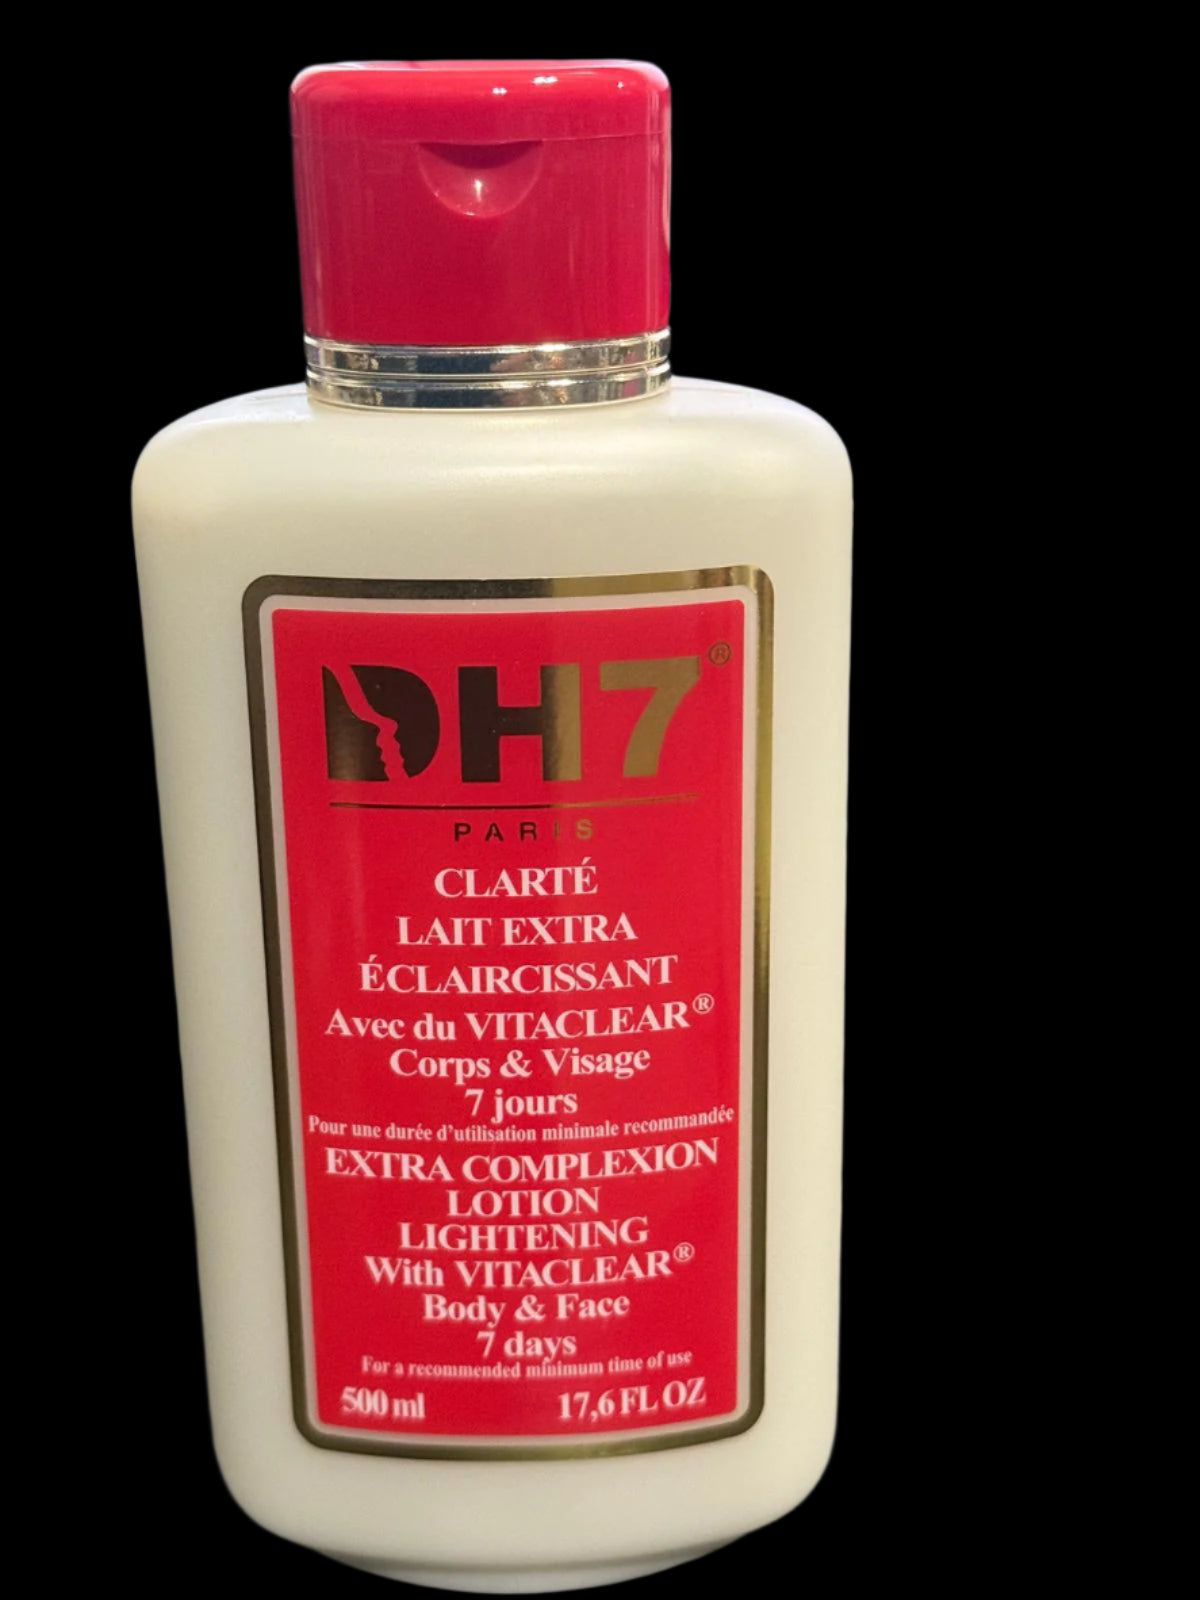 DH7®
PARIS
CLARTÉ
LAIT EXTRA
ÉCLAIRCISSANT
Avec du VITACLEAR®
Corps & Visage
7 jours
Pour une durée d'utilisation minimale recommandée
EXTRA COMPLEXION
LOTION
LIGHTENING
With VITACLEAR®
Body & Face
7 days
For a recommended minimum time of use
500 ml 17,6 FL OZ